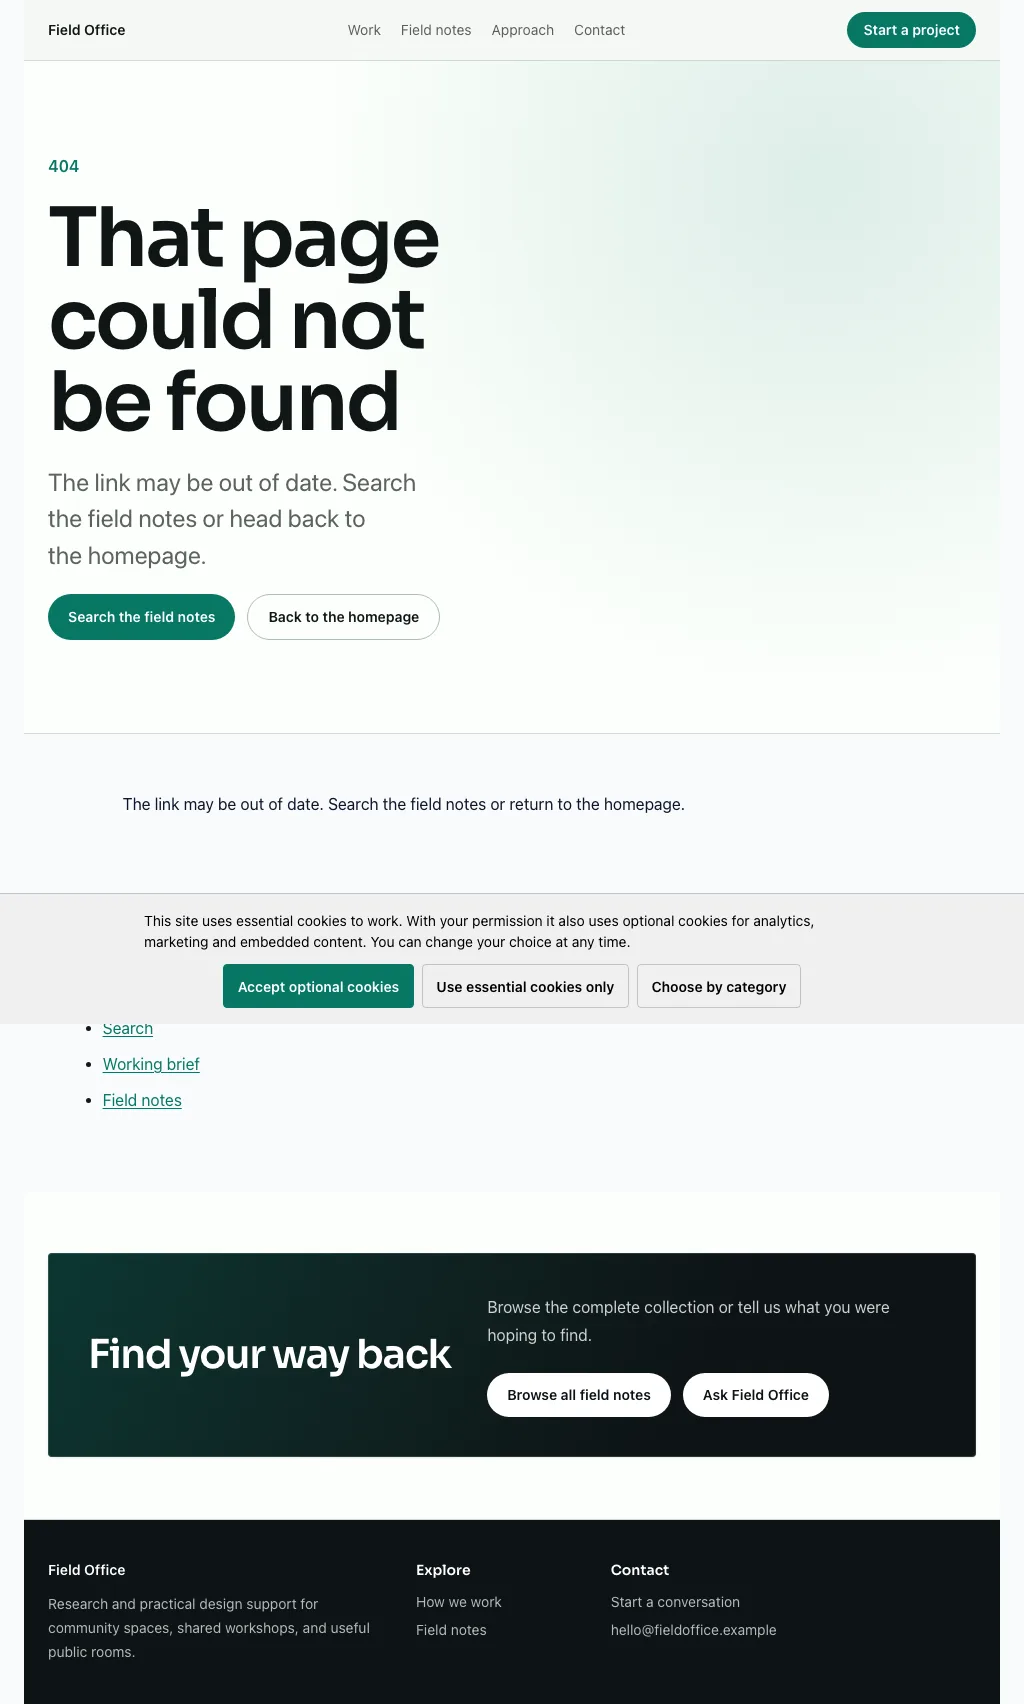 Field Office
Work
Field notes
Approach
Contact
Start a project
404
That page
could not
be found
The link may be out of date. Search
the field notes or head back to
the homepage.
Search the field notes
Back to the homepage
The link may be out of date. Search the field notes or return to the homepage.
This site uses essential cookies to work. With your permission it also uses optional cookies for analytics,
marketing and embedded content. You can change your choice at any time.
Accept optional cookies
Use essential cookies only
Choose by category
Search
Working brief
Field notes
Find your way back
Browse the complete collection or tell us what you were
hoping to find.
Browse all field notes
Ask Field Office
Field Office
Research and practical design support for
community spaces, shared workshops, and useful
public rooms.
Explore
How we work
Field notes
Contact
Start a conversation
hello@fieldoffice.example